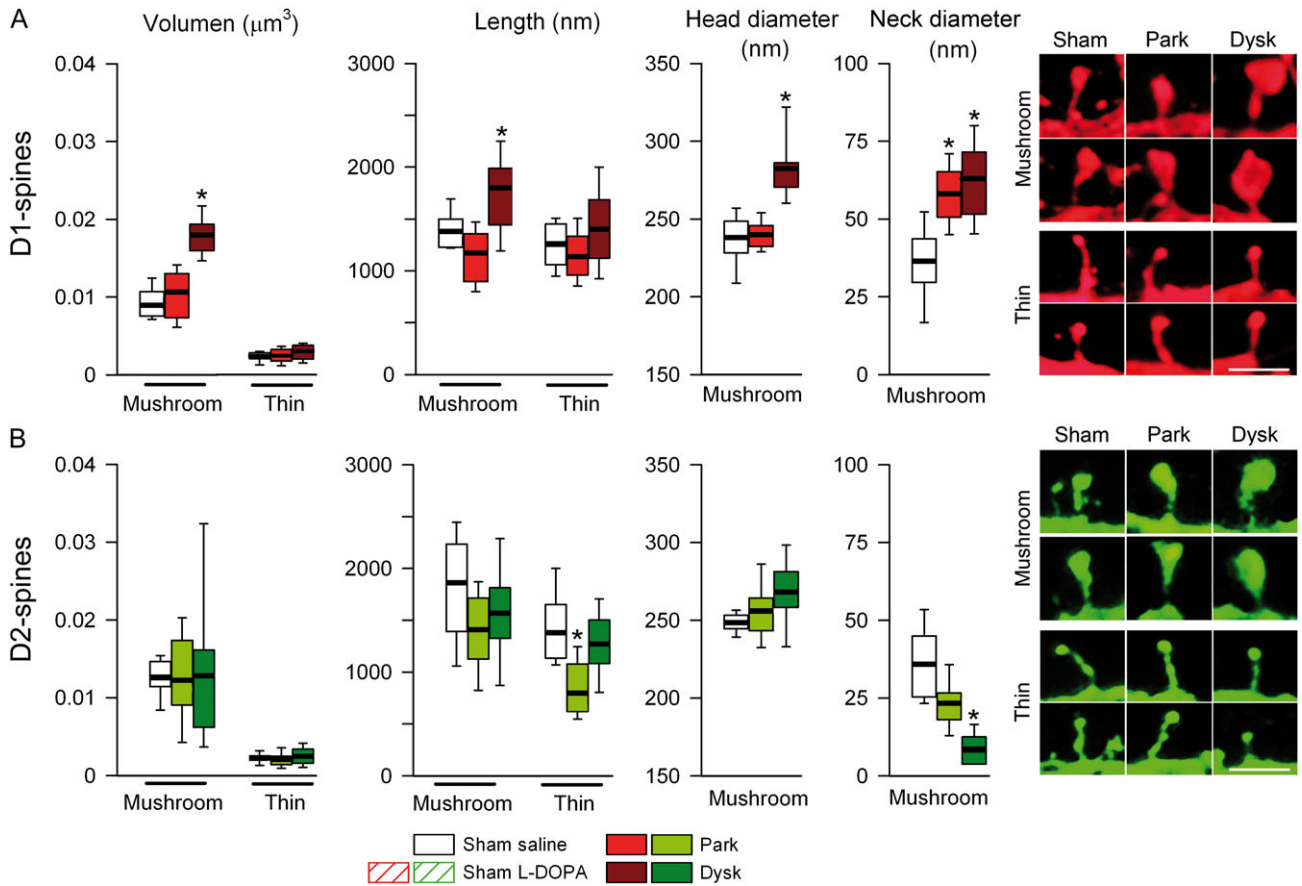 A
Volumen (μm³)
Length (nm)
Head diameter
(nm)
Neck diameter
(nm)
Sham Park Dysk
D1-spines
0.04
0.03
0.02
0.01
0
*
Mushroom Thin
3000
2000
1000
0
*
Mushroom Thin
350
300
250
200
150
*
Mushroom
100
75
50
25
0
* *
Mushroom
Mushroom
Thin
B
D2-spines
0.04
0.03
0.02
0.01
0
Mushroom Thin
3000
2000
1000
0
*
Mushroom Thin
350
300
250
200
150
Mushroom
100
75
50
25
0
*
Mushroom
Sham Park Dysk
Mushroom
Thin
Sham saline Park
Sham L-DOPA Dysk